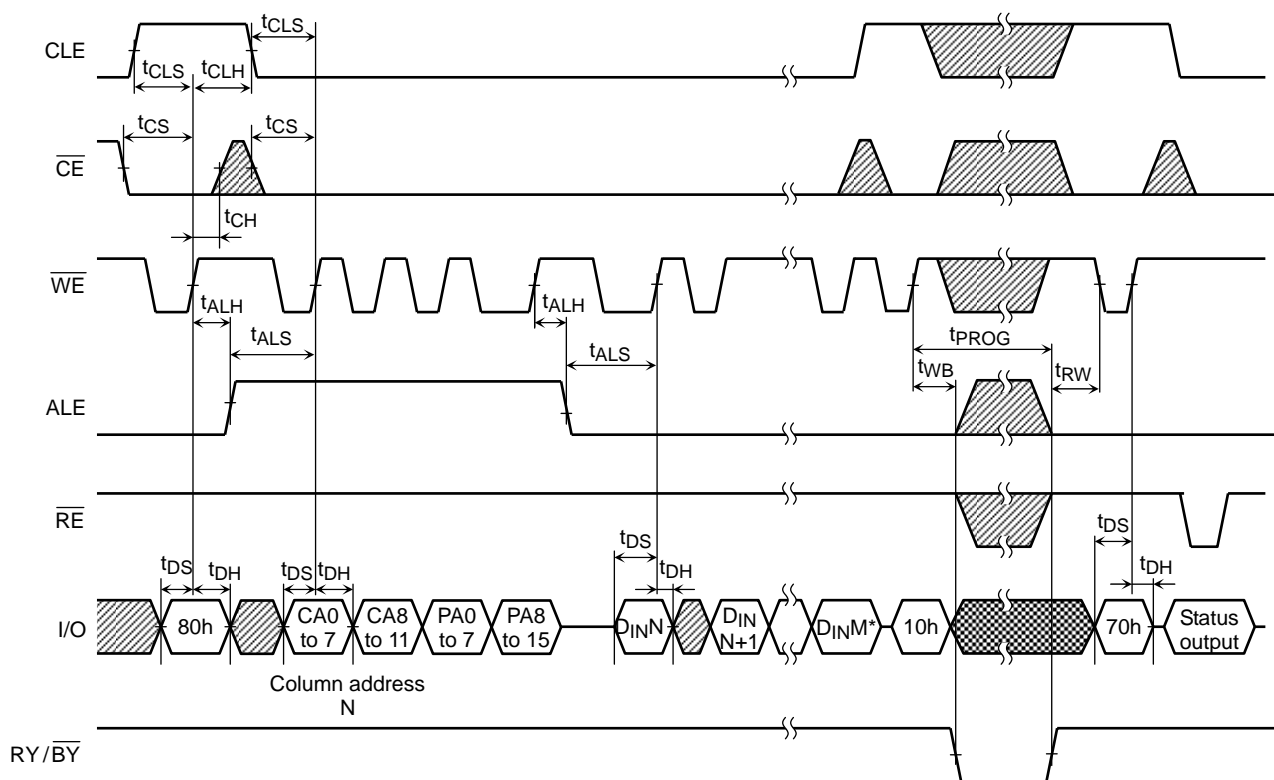 CLE
tCLS
tCLS tCLH
CE
tCS tCS
tCH
WE
tALH tALH
tALS tALS
tPROG
tWB tRW
ALE
RE
tDS tDH tDS tDH tDS tDH tDS tDH
I/O
80h
CA0
to 7
CA8
to 11
PA0
to 7
PA8
to 15
DINN
DIN
N+1
DINM*
10h
70h
Status
output
Column address
N
RY/BY